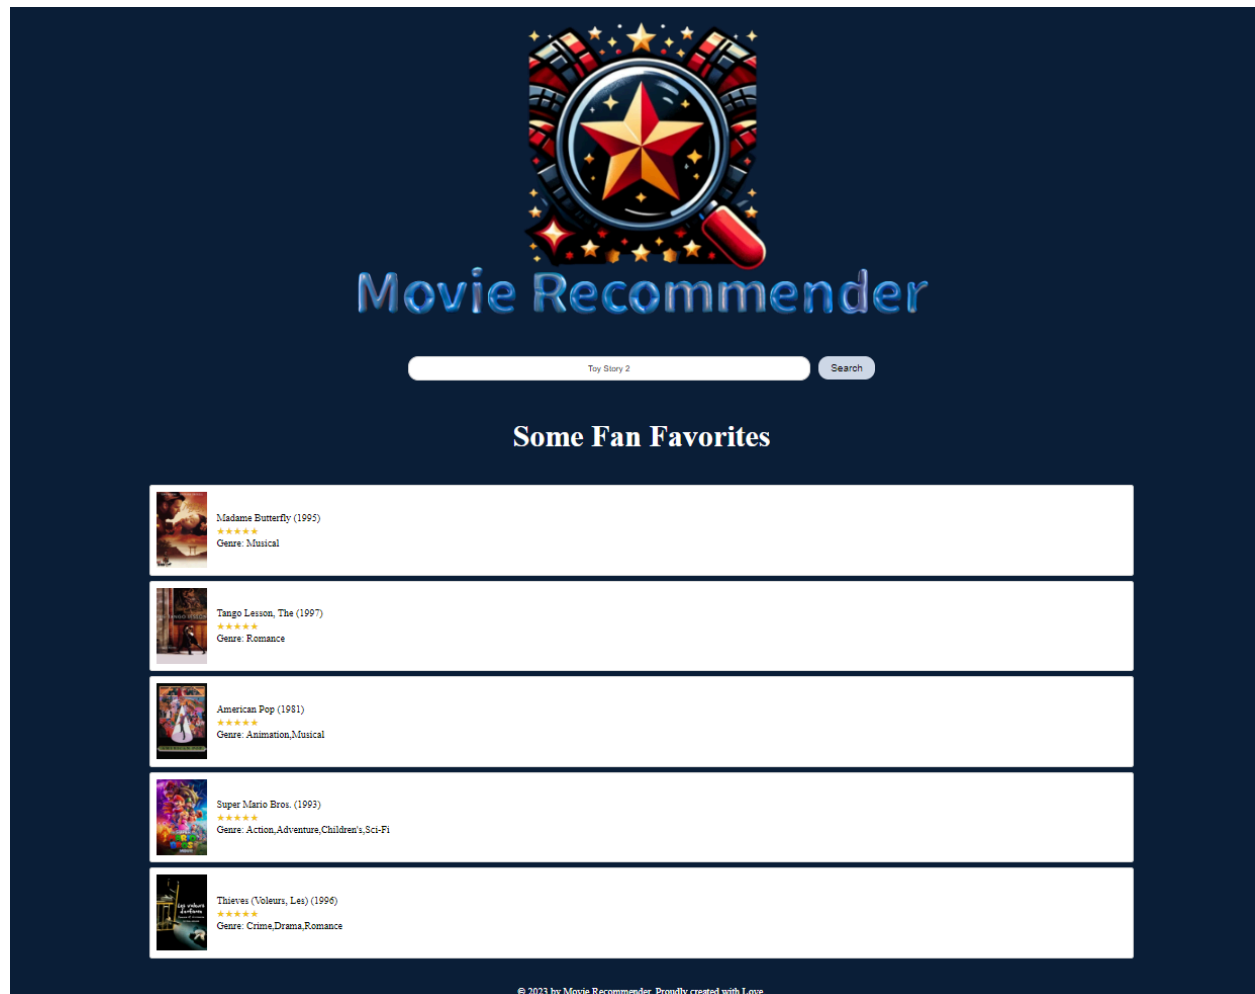 Movie Recommender
Toy Story 2
Search
Some Fan Favorites
Madame Butterfly (1995)
★★★★★
Genre: Musical
TANGO LESSON
Tango Lesson, The (1997)
★★★★★
Genre: Romance
American Pop (1981)
★★★★★
Genre: Animation,Musical
Super Mario Bros. (1993)
★★★★★
Genre: Action,Adventure,Children's,Sci-Fi
Thieves (Voleurs, Les) (1996)
★★★★★
Genre: Crime,Drama,Romance
© 2023 by Movie Recommender. Proudly created with Love